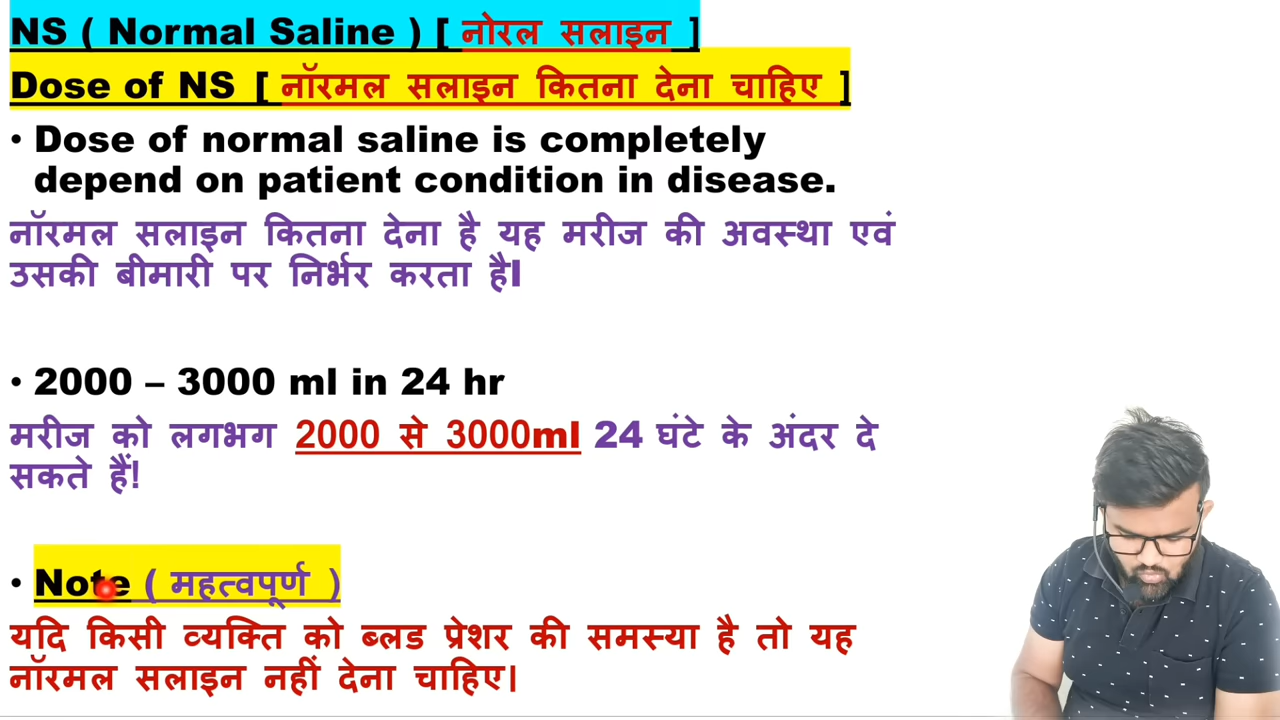 NS ( Normal Saline ) [ नोरल सलाइन ]
Dose of NS [ नॉरमल सलाइन कितना देना चाहिए ]
• Dose of normal saline is completely
depend on patient condition in disease.
नॉरमल सलाइन कितना देना है यह मरीज की अवस्था एवं
उसकी बीमारी पर निर्भर करता हैI
• 2000 – 3000 ml in 24 hr
मरीज को लगभग 2000 से 3000ml 24 घंटे के अंदर दे
सकते हैं!
• Note ( महत्वपूर्ण )
यदि किसी व्यक्ति को ब्लड प्रेशर की समस्या है तो यह
नॉरमल सलाइन नहीं देना चाहिए।